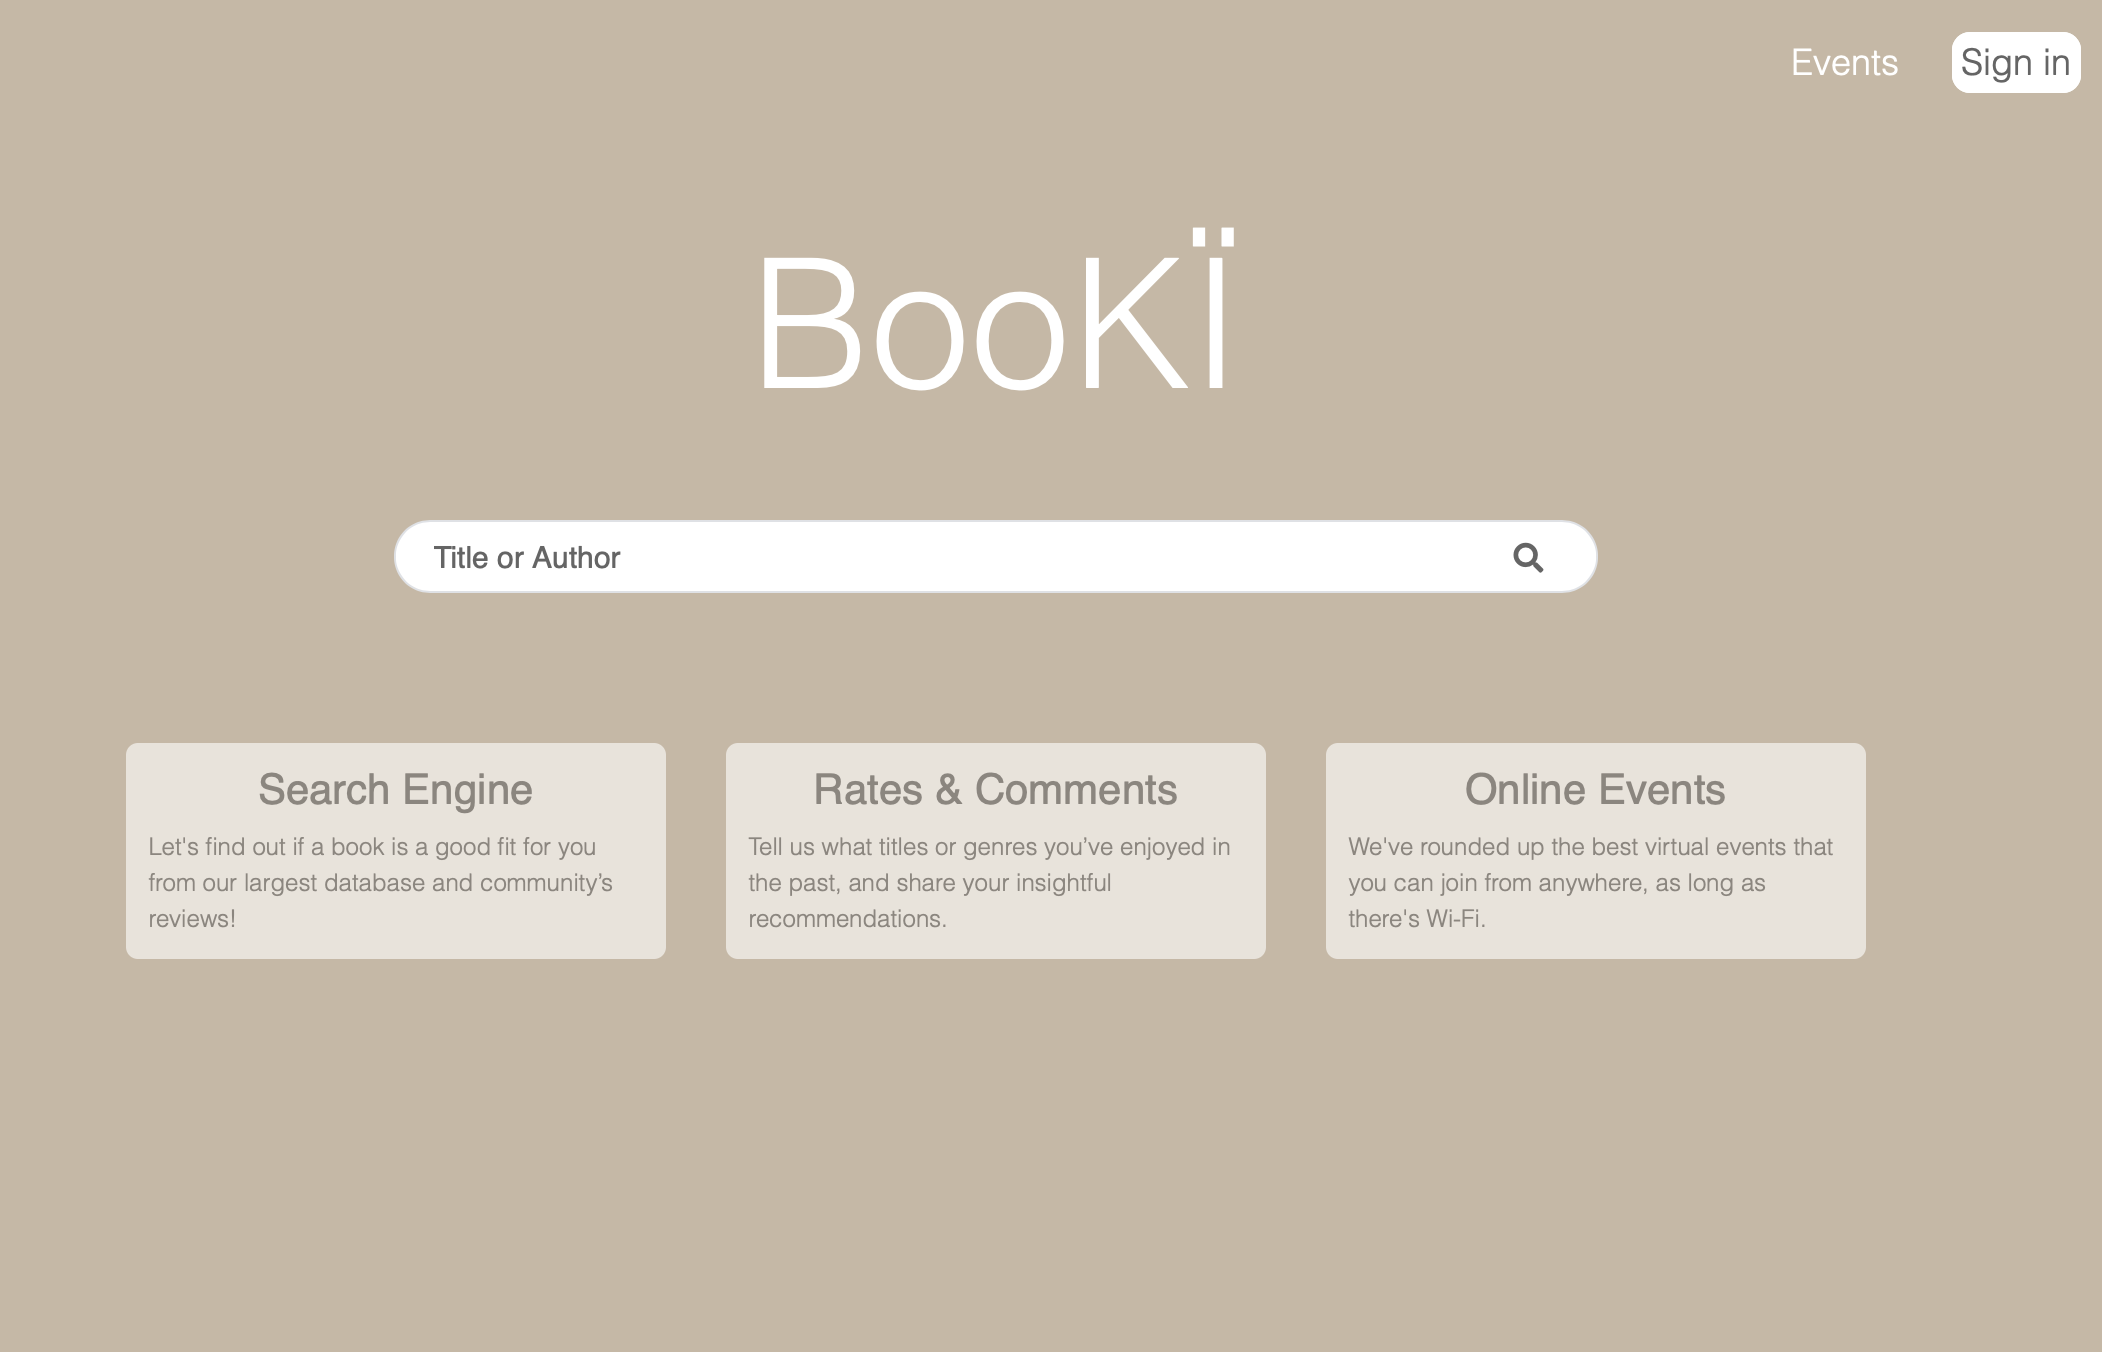 Events
Sign in
BooKÏ
Title or Author
Search Engine
Let's find out if a book is a good fit for you
from our largest database and community’s
reviews!
Rates & Comments
Tell us what titles or genres you’ve enjoyed in
the past, and share your insightful
recommendations.
Online Events
We've rounded up the best virtual events that
you can join from anywhere, as long as
there's Wi-Fi.